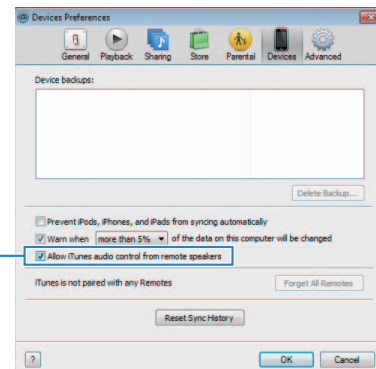 Devices Preferences
General Playback Sharing Store Parental Devices Advanced
Device backups:
Delete Backup...
Prevent iPods, iPhones, and iPads from syncing automatically
Warn when more than 5% of the data on this computer will be changed
Allow iTunes audio control from remote speakers
iTunes is not paired with any Remotes
Forget All Remotes
Reset Sync History
? OK Cancel